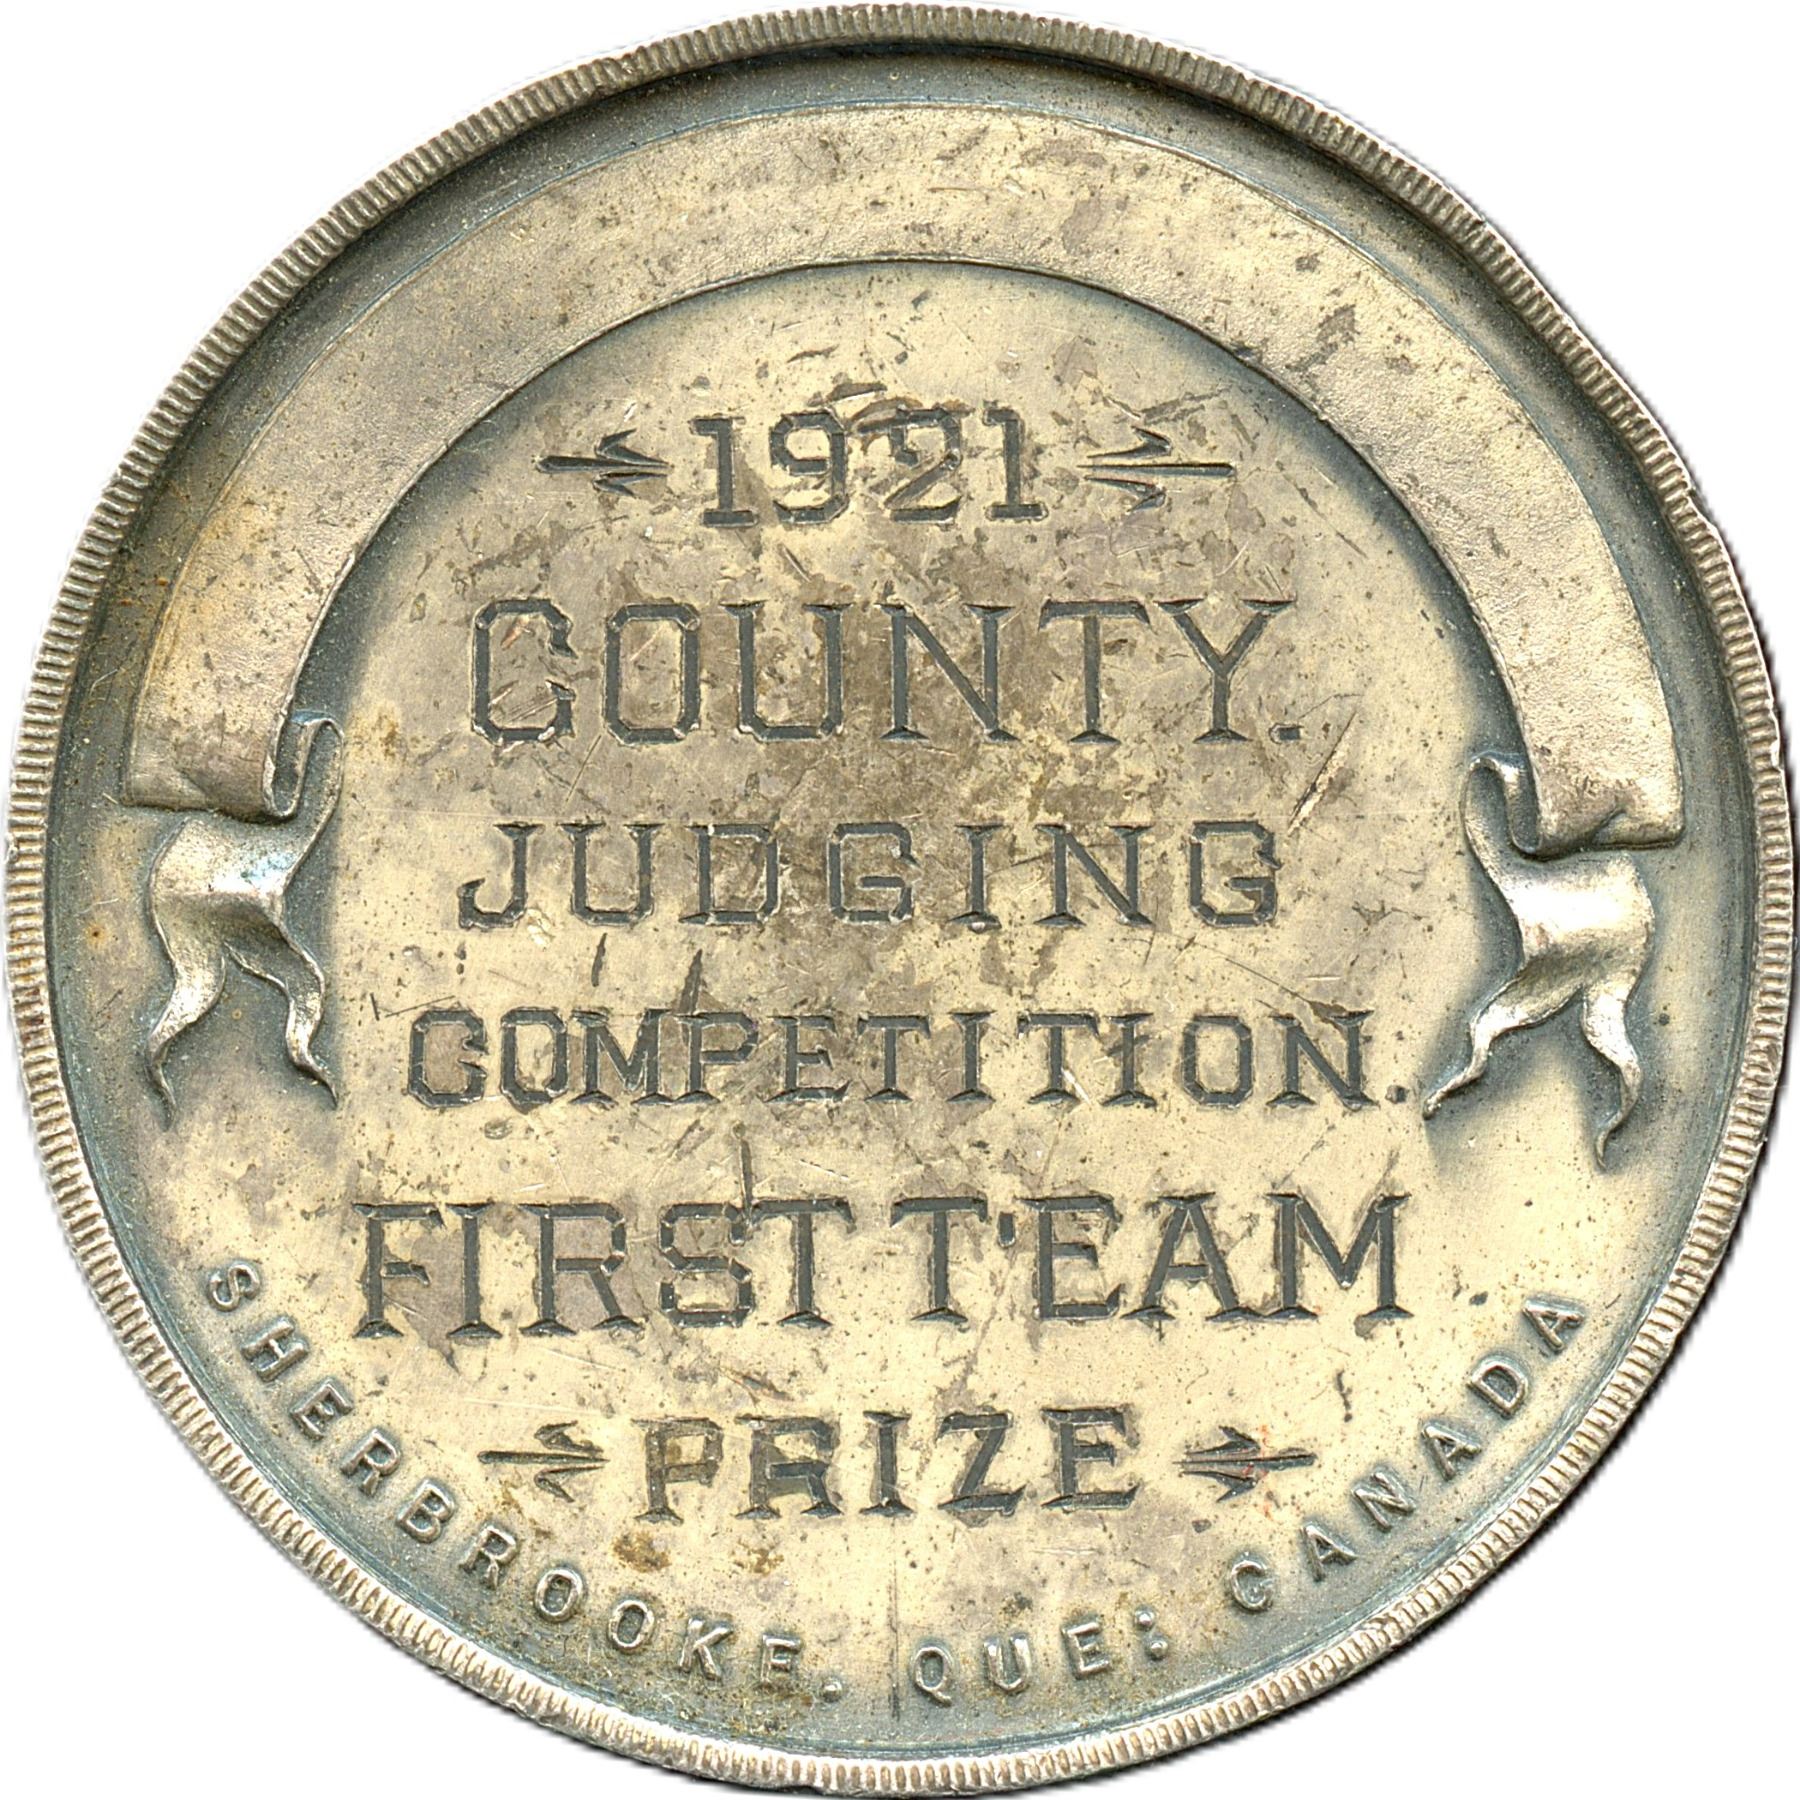 1921
COUNTY.
JUDGING
COMPETITION.
FIRST TEAM
PRIZE
SHERBROOKE, QUE: CANADA